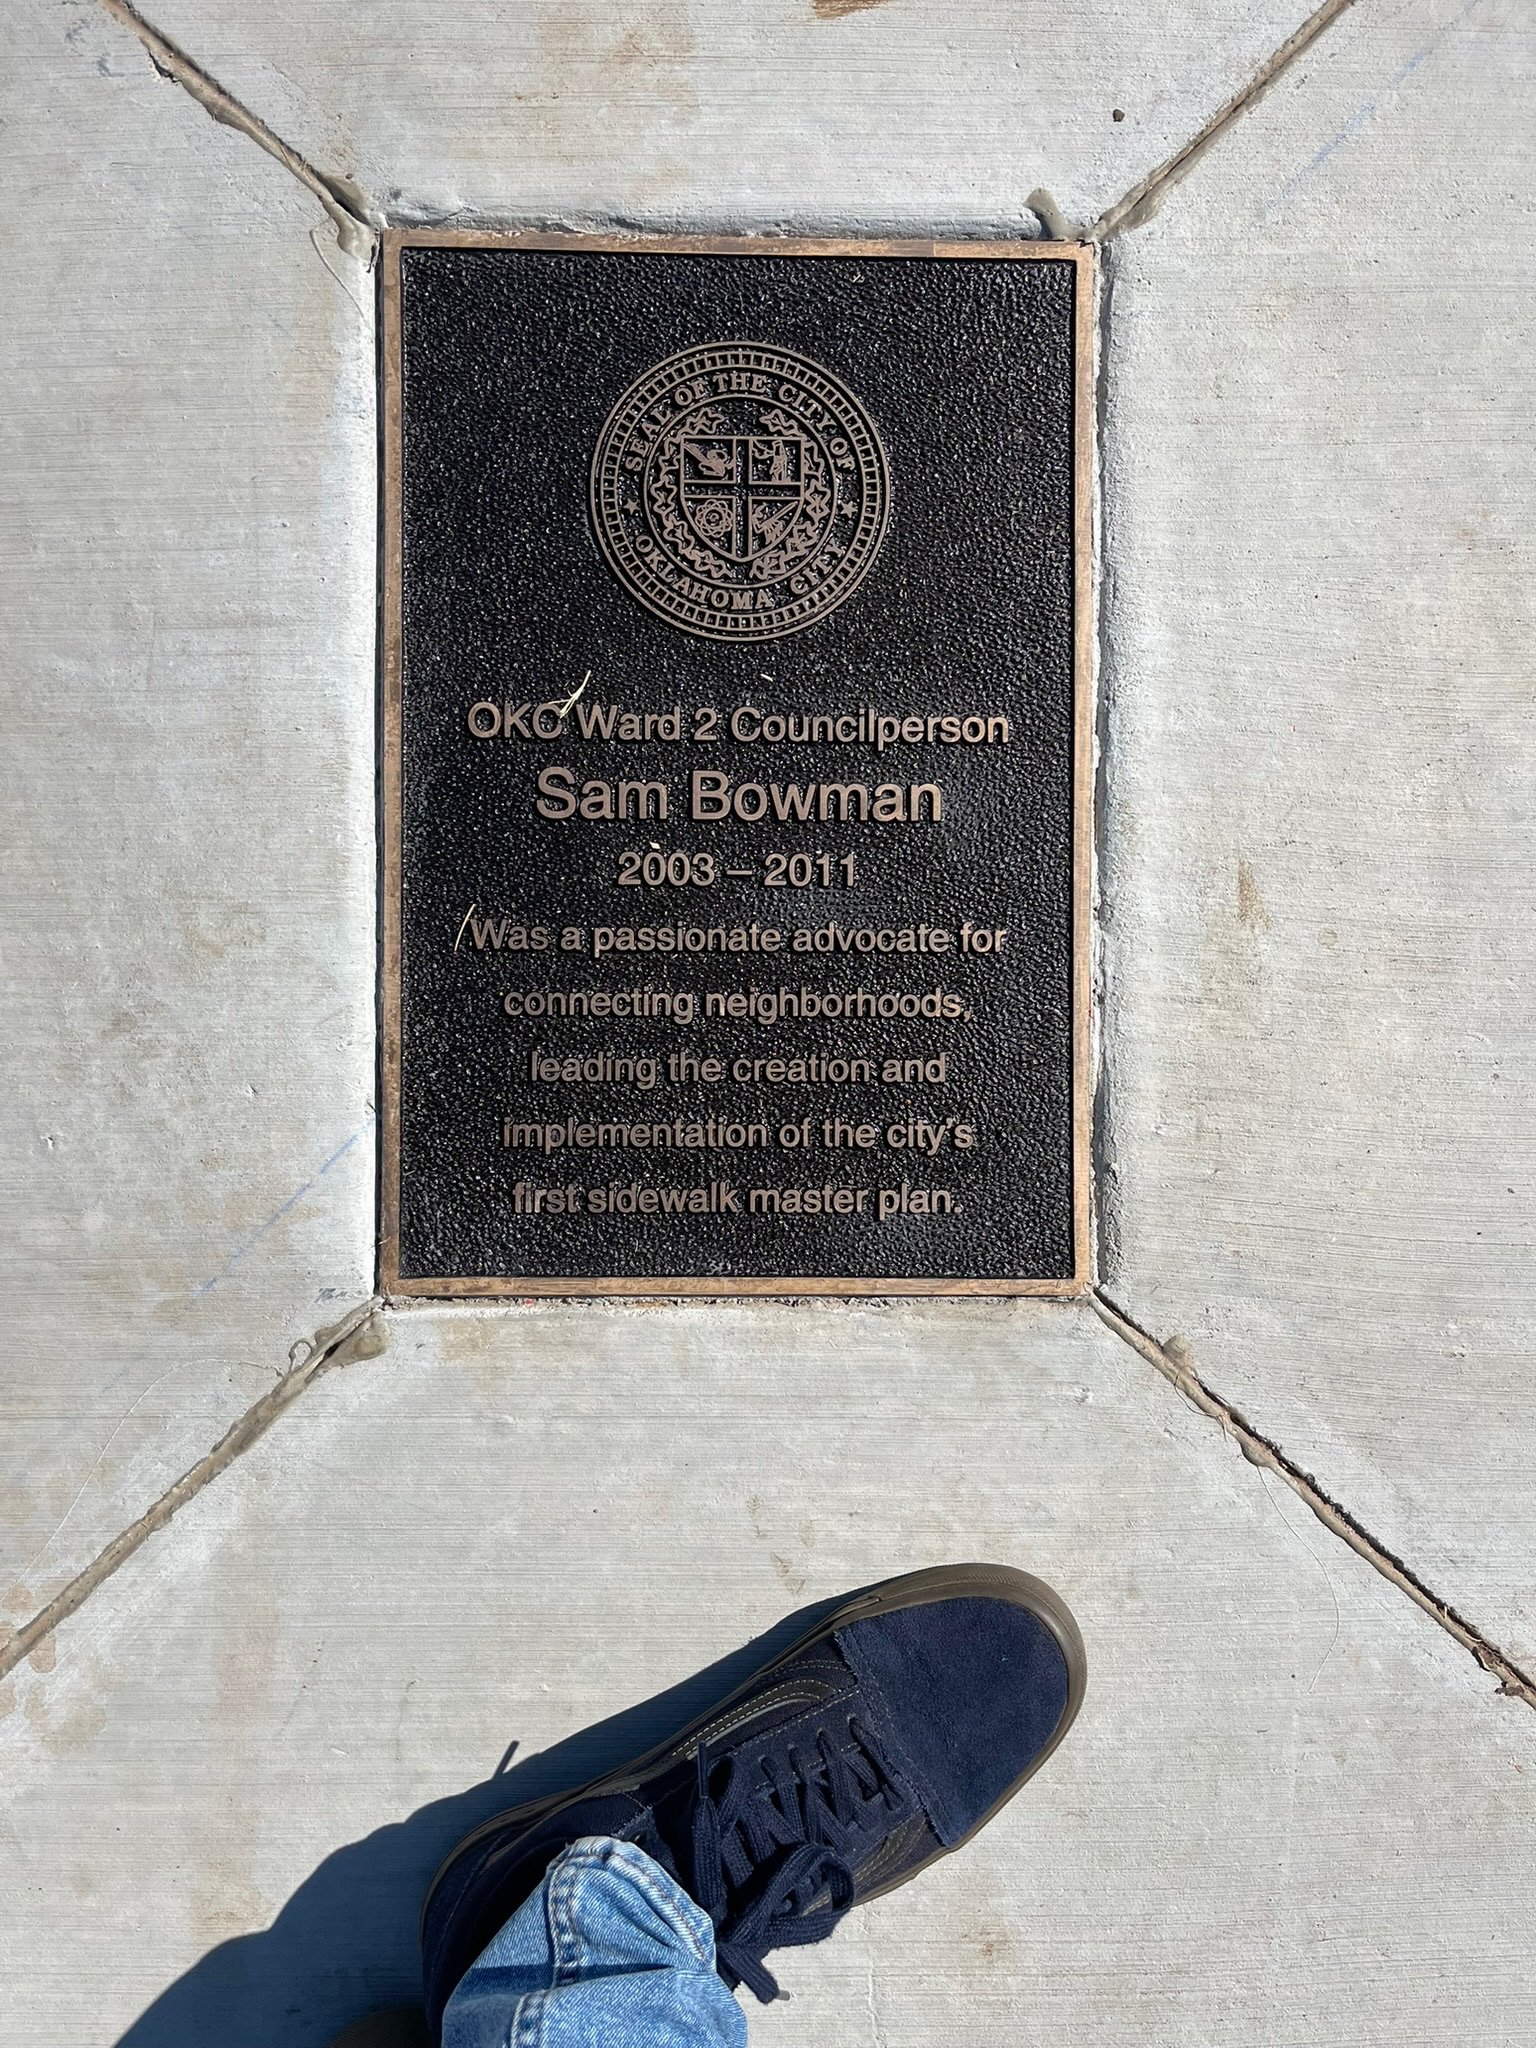 SEAL OF THE CITY OF
OKLAHOMA CITY
OKC Ward 2 Councilperson
Sam Bowman
2003 – 2011
Was a passionate advocate for
connecting neighborhoods,
leading the creation and
implementation of the city's
first sidewalk master plan.